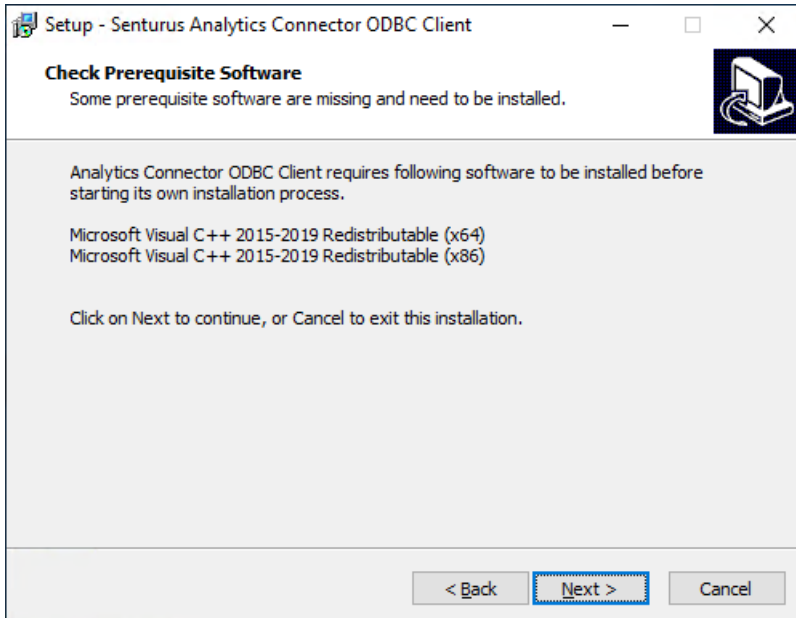 Setup - Senturus Analytics Connector ODBC Client
Check Prerequisite Software
Some prerequisite software are missing and need to be installed.
Analytics Connector ODBC Client requires following software to be installed before
starting its own installation process.
Microsoft Visual C++ 2015-2019 Redistributable (x64)
Microsoft Visual C++ 2015-2019 Redistributable (x86)
Click on Next to continue, or Cancel to exit this installation.
< Back Next > Cancel